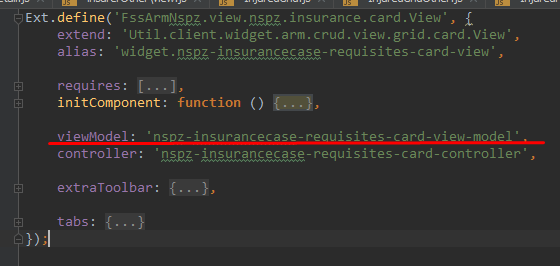 Ext.define('FssArmNspz.view.nspz.insurance.card.View', {
extend: 'Util.client.widget.arm.crud.view.grid.card.View',
alias: 'widget.nspz-insurancecase-requisites-card-view',
requires: [...],
initComponent: function () {...},
viewModel: 'nspz-insurancecase-requisites-card-view-model',
controller: 'nspz-insurancecase-requisites-card-controller',
extraToolbar: {...},
tabs: {...}
});